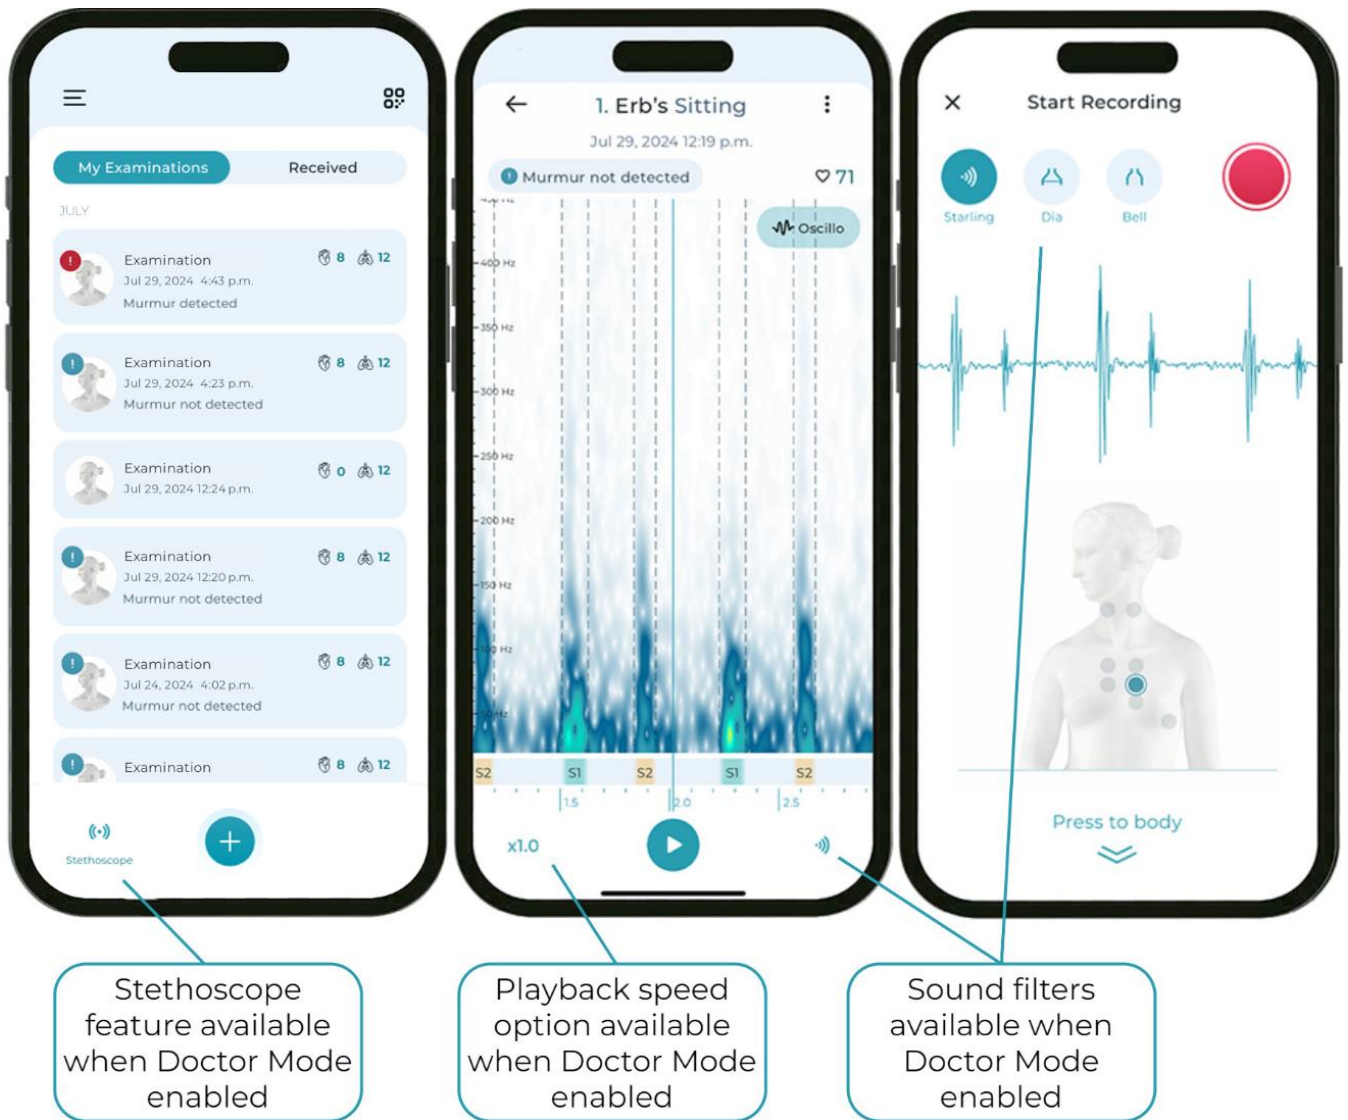 My Examinations
Received
JULY
Examination
8
12
Jul 29, 2024 4:43 p.m.
Murmur detected
Examination
8
12
Jul 29, 2024 4:23 p.m.
Murmur not detected
Examination
0
12
Jul 29, 2024 12:24 p.m.
Examination
8
12
Jul 29, 2024 12:20 p.m.
Murmur not detected
Examination
8
12
Jul 24, 2024 4:02 p.m.
Murmur not detected
Examination
8
12
Stethoscope
1. Erb's Sitting
Jul 29, 2024 12:19 p.m.
Murmur not detected
71
Oscillo
400 Hz
350 Hz
300 Hz
250 Hz
200 Hz
150 Hz
100 Hz
50 Hz
S2
S1
S2
S1
S2
1.5
2.0
2.5
x1.0
Start Recording
Starling
Dia
Bell
Press to body
Stethoscope
feature available
when Doctor Mode
enabled
Playback speed
option available
when Doctor Mode
enabled
Sound filters
available when
Doctor Mode
enabled